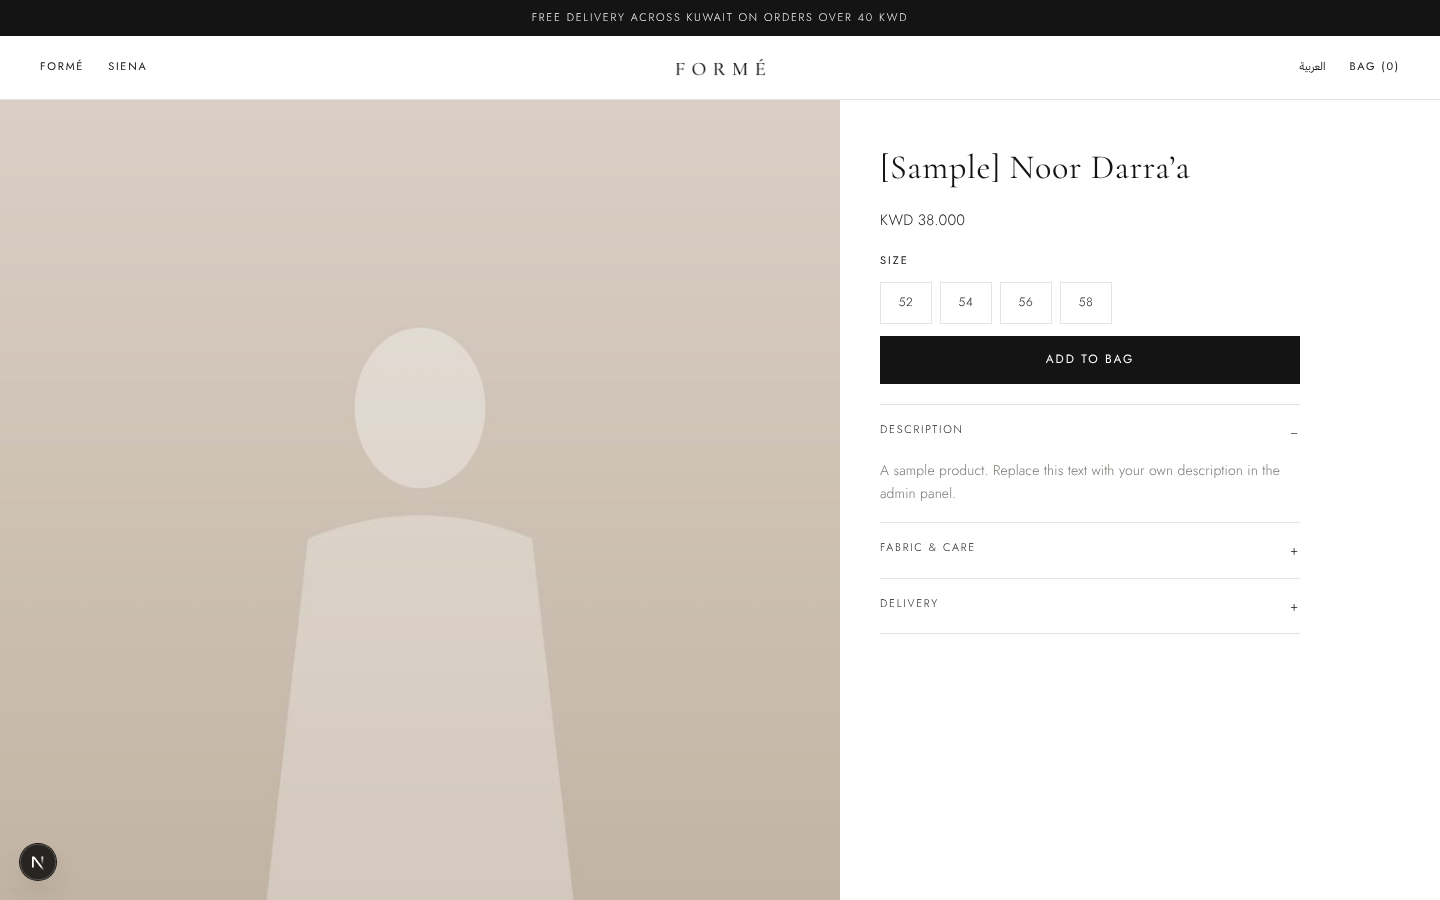 FREE DELIVERY ACROSS KUWAIT ON ORDERS OVER 40 KWD
FORMÉ SIENA FORMÉ العربية BAG (0)
[Sample] Noor Darra’a
KWD 38.000
SIZE
52 54 56 58
ADD TO BAG
DESCRIPTION –
A sample product. Replace this text with your own description in the
admin panel.
FABRIC & CARE +
DELIVERY +
N